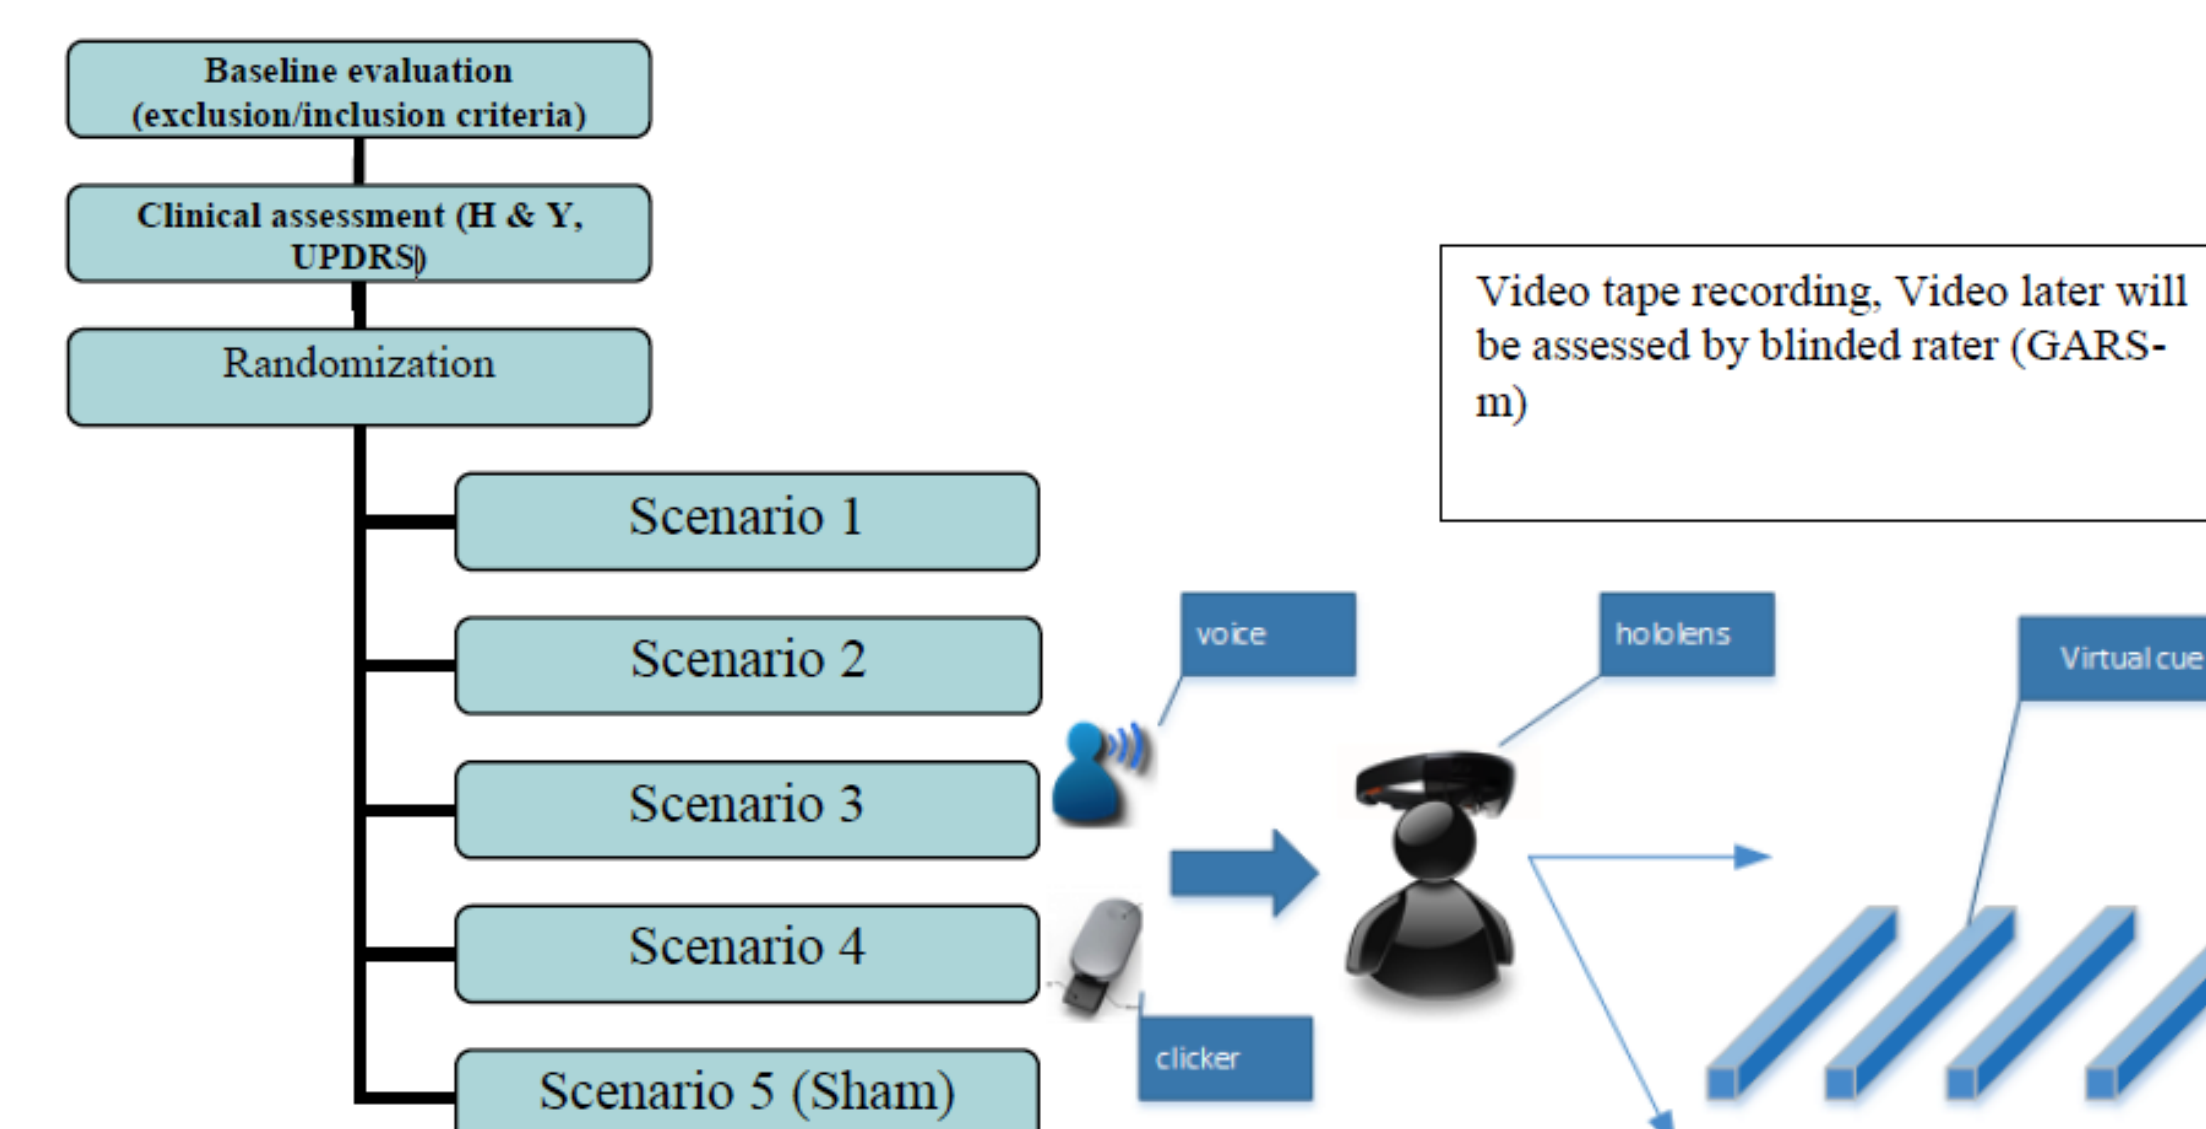 Baseline evaluation
(exclusion/inclusion criteria)
Clinical assessment (H & Y,
UPDRS)
Randomization
Scenario 1
Scenario 2
Scenario 3
Scenario 4
Scenario 5 (Sham)
Video tape recording, Video later will
be assessed by blinded rater (GARS-
m)
voice
hololens
Virtual cue
clicker